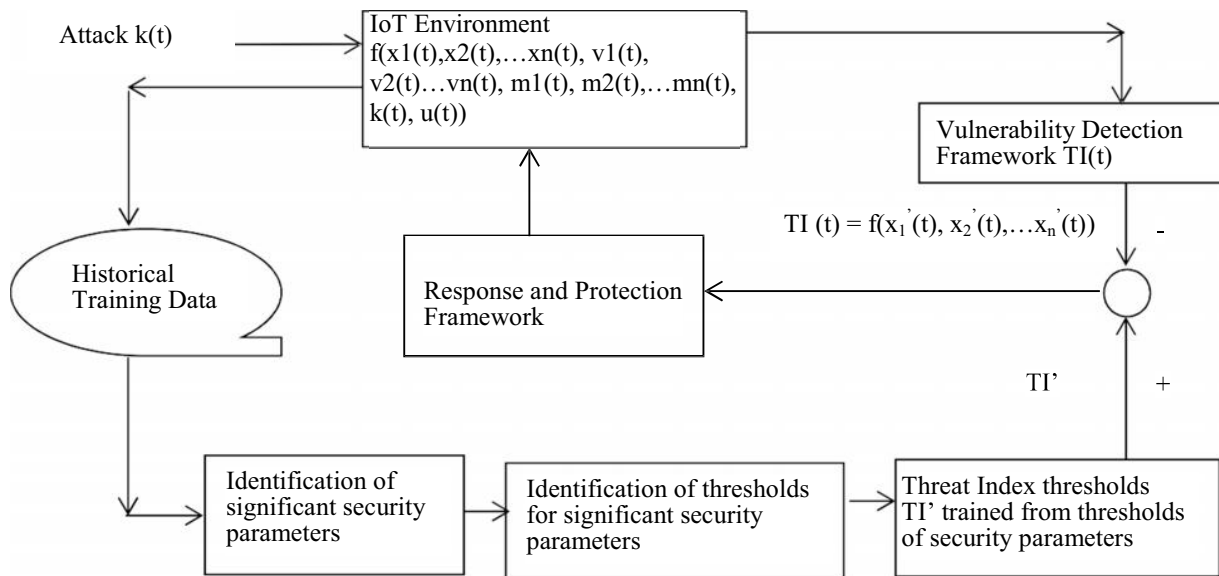 Attack k(t)
IoT Environment
f(x1(t),x2(t),…xn(t), v1(t),
v2(t)…vn(t), m1(t), m2(t),…mn(t),
k(t), u(t))
Vulnerability Detection
Framework TI(t)
TI (t) = f(x₁’(t), x₂’(t),…xₙ’(t))
-
Historical
Training Data
Response and Protection
Framework
TI’
+
Identification of
significant security
parameters
Identification of thresholds
for significant security
parameters
Threat Index thresholds
TI’ trained from thresholds
of security parameters